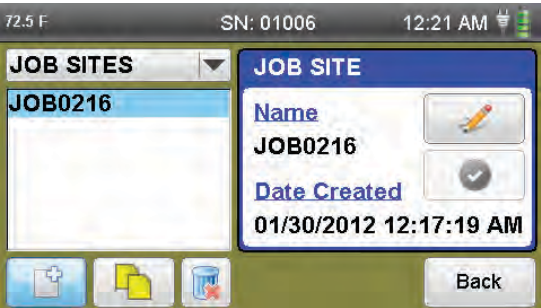 72.5 F SN: 01006 12:21 AM
JOB SITES
JOB0216
JOB SITE
Name
JOB0216
Date Created
01/30/2012 12:17:19 AM
Back